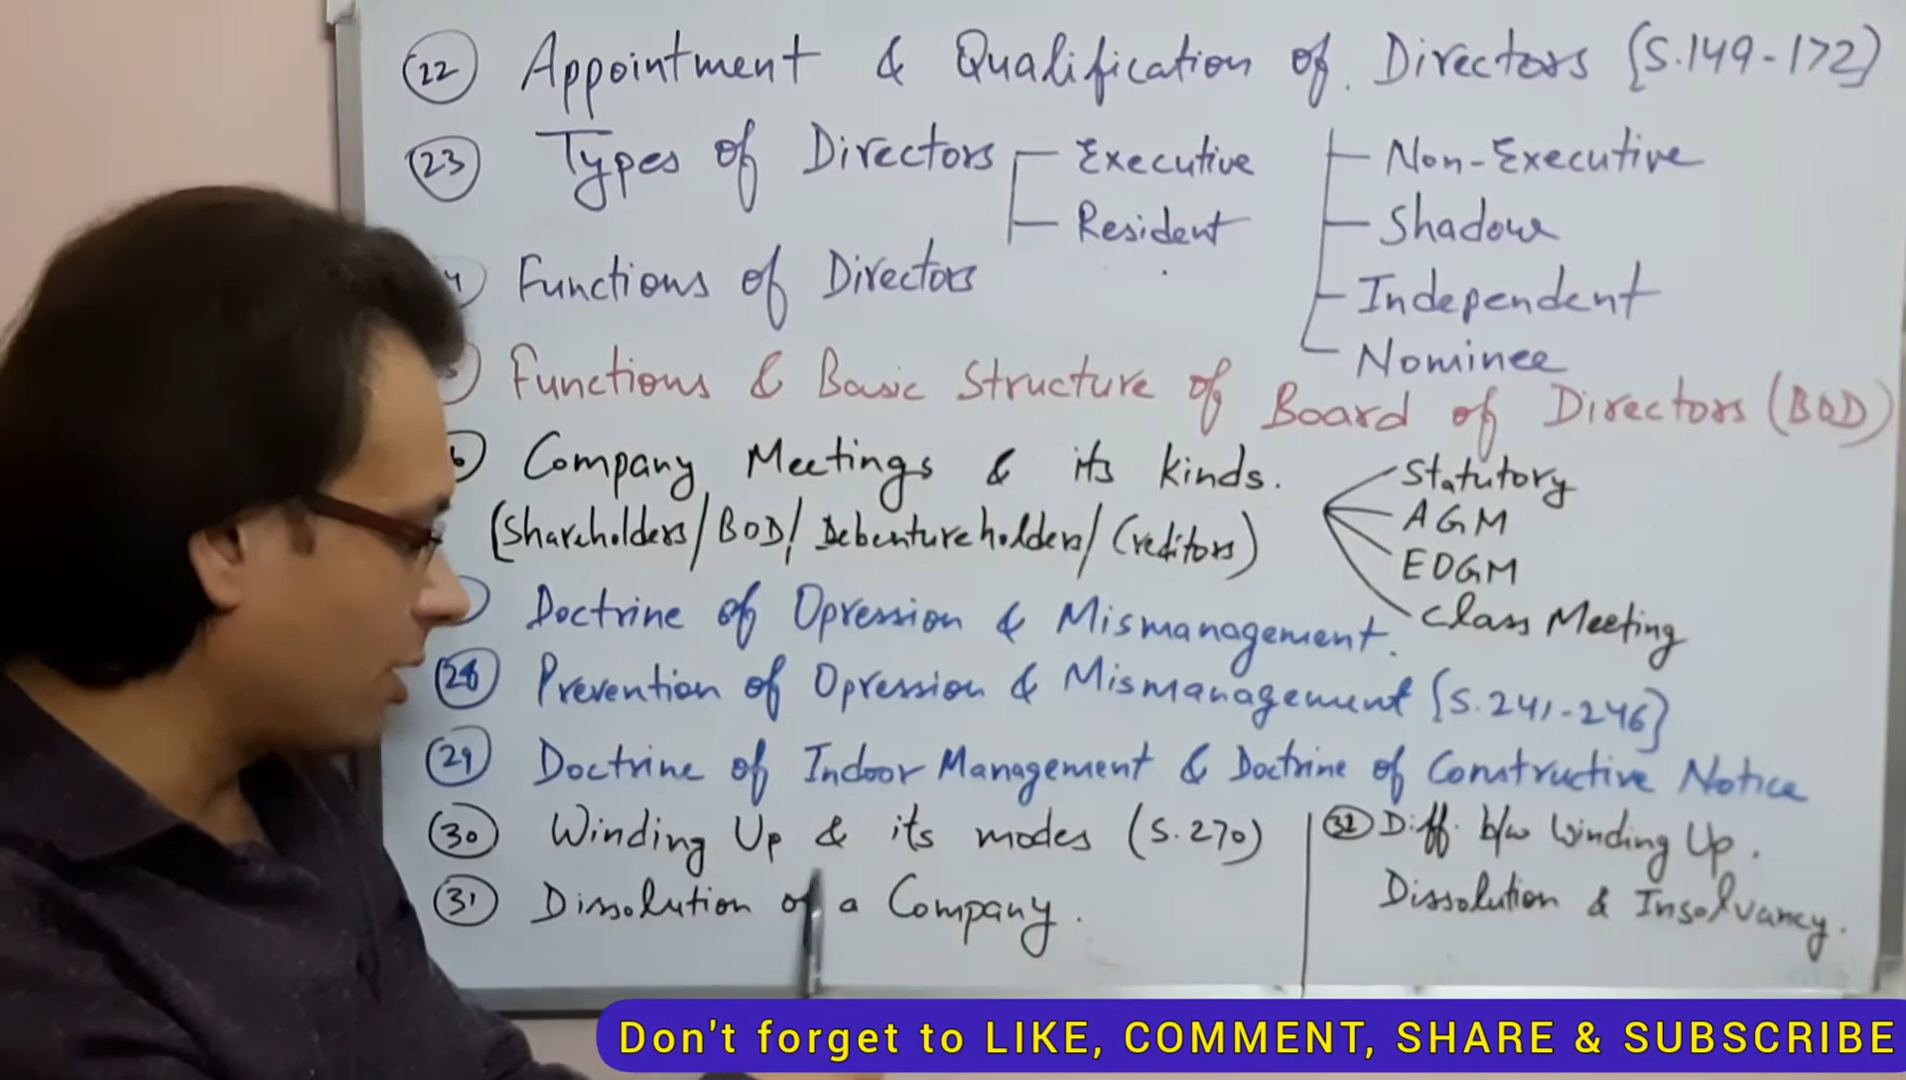 22 Appointment & Qualification of Directors {S.149-172}
23 Types of Directors Executive Non-Executive
Resident Shadow
4 Functions of Directors Independent
Nominee
5 Functions & Basic Structure of Board of Directors (BOD)
6 Company Meetings & its kinds. Statutory
(Shareholders/BOD/Debentureholders/Creditors) AGM
EOGM
Class Meeting
Doctrine of Opression & Mismanagement.
28 Prevention of Opression & Mismanagement {S.241-246}
29 Doctrine of Indoor Management & Doctrine of Constructive Notice
30 Winding Up & its modes (S.270)
31 Dissolution of a Company.
32 Diff. b/w Winding Up.
Dissolution & Insolvancy.
Don't forget to LIKE, COMMENT, SHARE & SUBSCRIBE